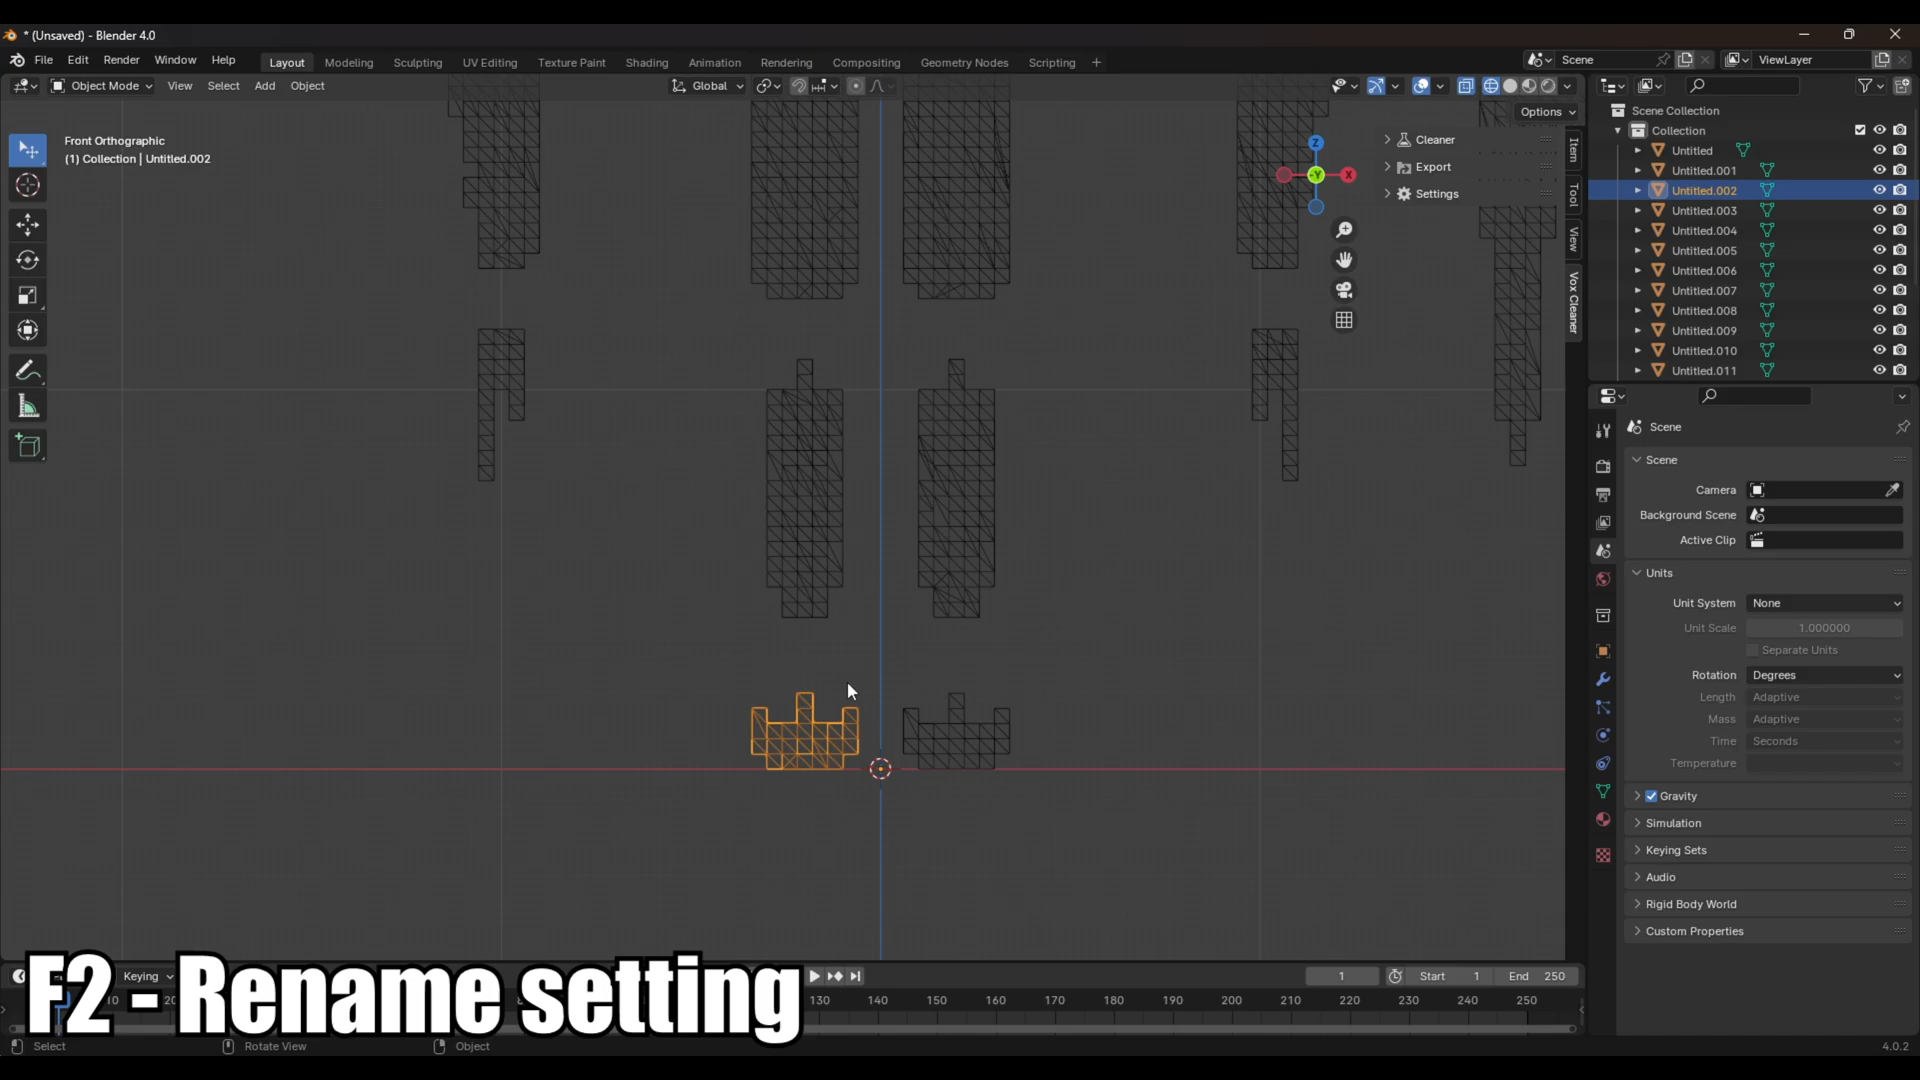 * (Unsaved) - Blender 4.0
File Edit Render Window Help Layout Modeling Sculpting UV Editing Texture Paint Shading Animation Rendering Compositing Geometry Nodes Scripting + Scene ViewLayer
Object Mode View Select Add Object Global
Options
Front Orthographic
(1) Collection | Untitled.002
Cleaner
Export
Settings
Z
-Y
X
Item
Tool
View
Vox Cleaner
Scene Collection
Collection
Untitled
Untitled.001
Untitled.002
Untitled.003
Untitled.004
Untitled.005
Untitled.006
Untitled.007
Untitled.008
Untitled.009
Untitled.010
Untitled.011
Scene
Scene
Camera
Background Scene
Active Clip
Units
Unit System None
Unit Scale 1.000000
Separate Units
Rotation Degrees
Length Adaptive
Mass Adaptive
Time Seconds
Temperature
Gravity
Simulation
Keying Sets
Audio
Rigid Body World
Custom Properties
Keying 1 Start 1 End 250
10 130 140 150 160 170 180 190 200 210 220 230 240 250
F2 - Rename setting
Select Rotate View Object 4.0.2